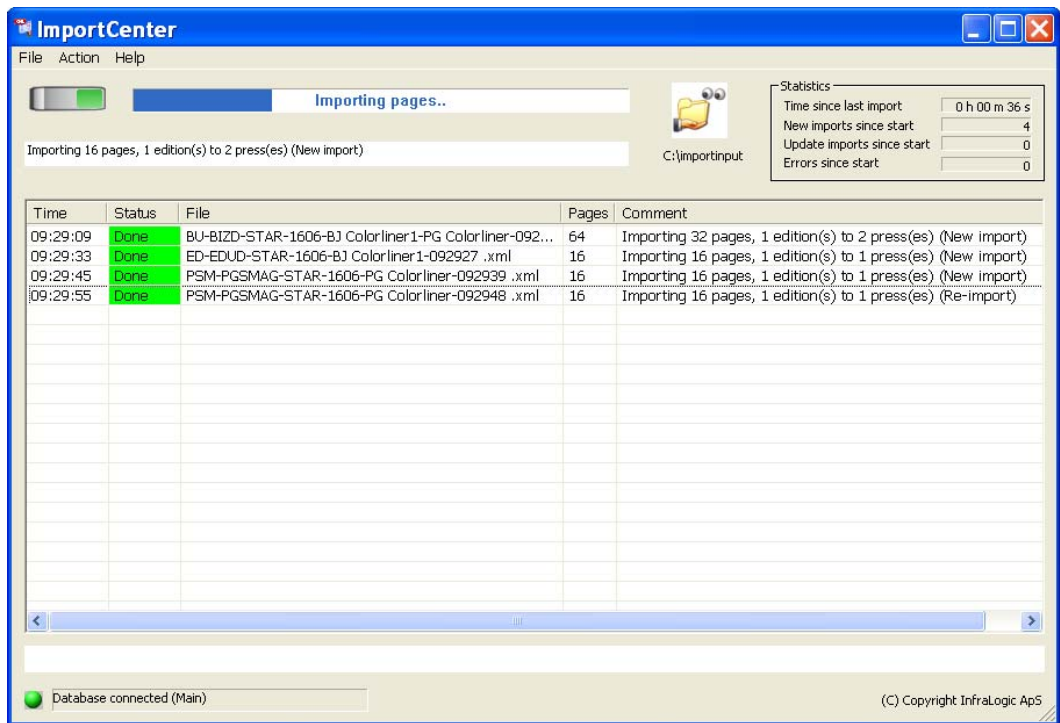 ImportCenter
File Action Help
Importing pages..
Importing 16 pages, 1 edition(s) to 2 press(es) (New import)
C:\importinput
Statistics
Time since last import 0 h 00 m 36 s
New imports since start 4
Update imports since start 0
Errors since start 0
Time Status File Pages Comment
09:29:09 Done BU-BIZD-STAR-1606-BJ Colorliner1-PG Colorliner-092... 64 Importing 32 pages, 1 edition(s) to 2 press(es) (New import)
09:29:33 Done ED-EDUD-STAR-1606-BJ Colorliner1-092927 .xml 16 Importing 16 pages, 1 edition(s) to 1 press(es) (New import)
09:29:45 Done PSM-PGSMAG-STAR-1606-PG Colorliner-092939 .xml 16 Importing 16 pages, 1 edition(s) to 1 press(es) (New import)
09:29:55 Done PSM-PGSMAG-STAR-1606-PG Colorliner-092948 .xml 16 Importing 16 pages, 1 edition(s) to 1 press(es) (Re-import)
Database connected (Main)
(C) Copyright InfraLogic ApS